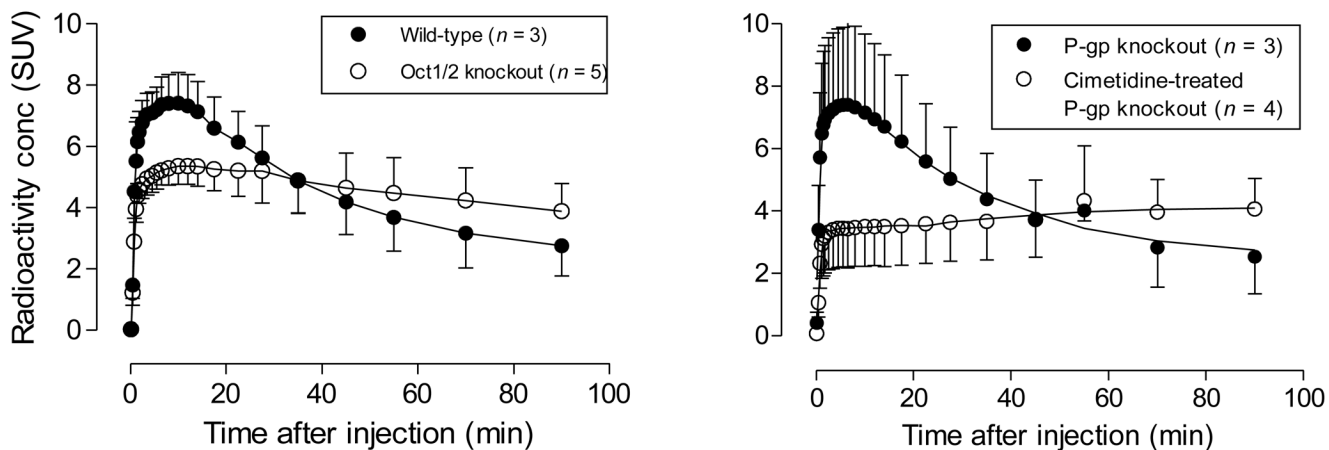 Radioactivity conc (SUV)
10
8
6
4
2
0
Wild-type (n = 3)
Oct1/2 knockout (n = 5)
0 20 40 60 80 100
Time after injection (min)
10
8
6
4
2
0
P-gp knockout (n = 3)
Cimetidine-treated
P-gp knockout (n = 4)
0 20 40 60 80 100
Time after injection (min)